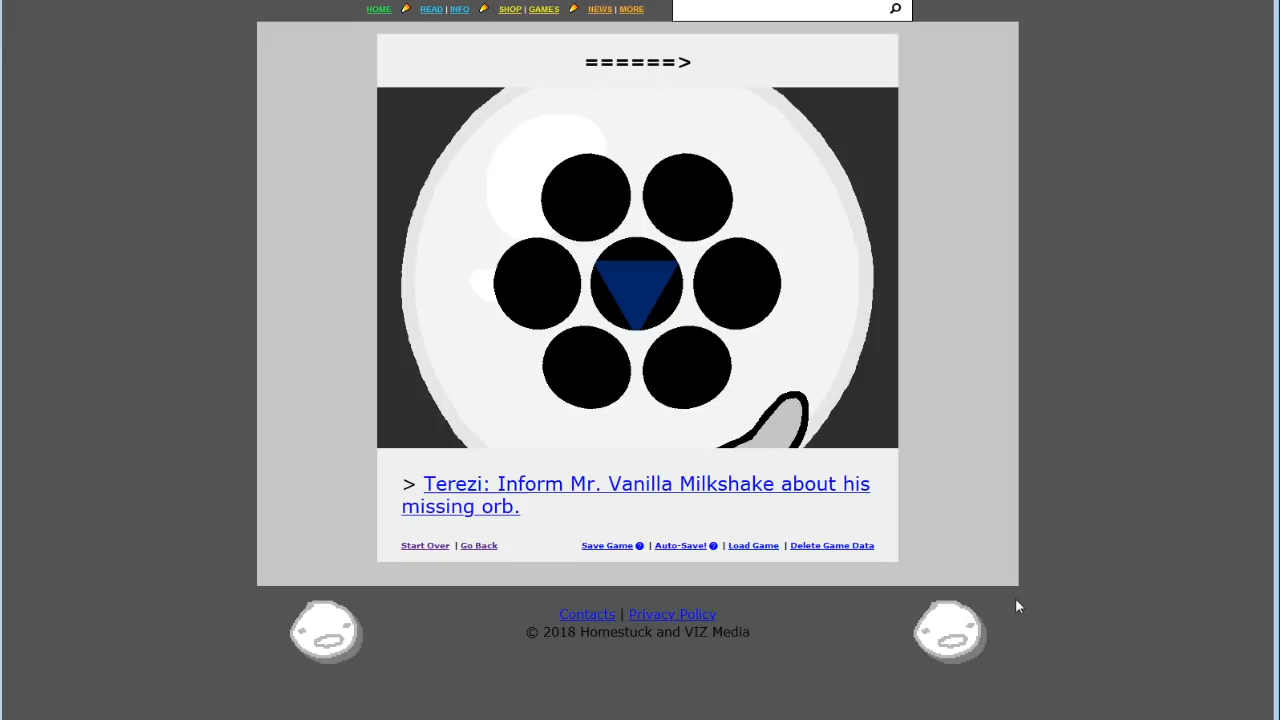 HOME READ | INFO SHOP | GAMES NEWS | MORE
======>
> Terezi: Inform Mr. Vanilla Milkshake about his
missing orb.
Start Over | Go Back Save Game ? | Auto-Save! ? | Load Game | Delete Game Data
Contacts | Privacy Policy
© 2018 Homestuck and VIZ Media